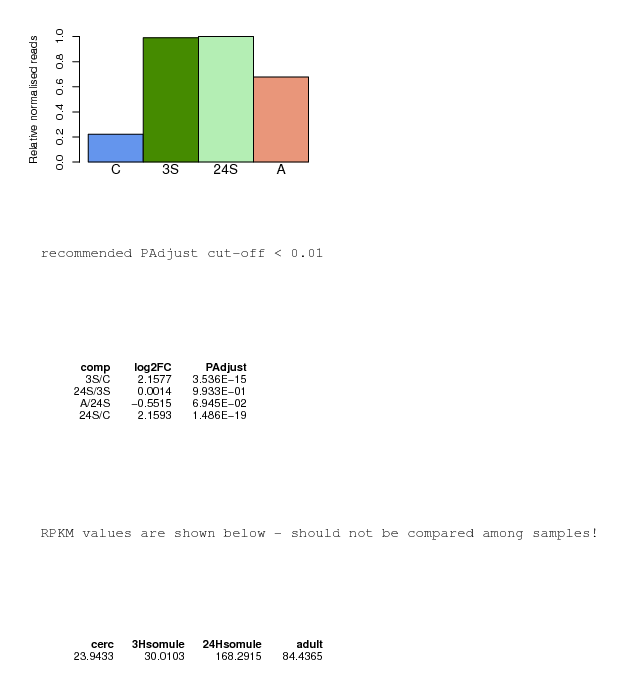 Relative normalised reads
1.0
0.8
0.6
0.4
0.2
0.0
C 3S 24S A
recommended PAdjust cut-off < 0.01
comp log2FC PAdjust
3S/C 2.1577 3.536E−15
24S/3S 0.0014 9.933E−01
A/24S −0.5515 6.945E−02
24S/C 2.1593 1.486E−19
RPKM values are shown below - should not be compared among samples!
cerc 3Hsomule 24Hsomule adult
23.9433 30.0103 168.2915 84.4365